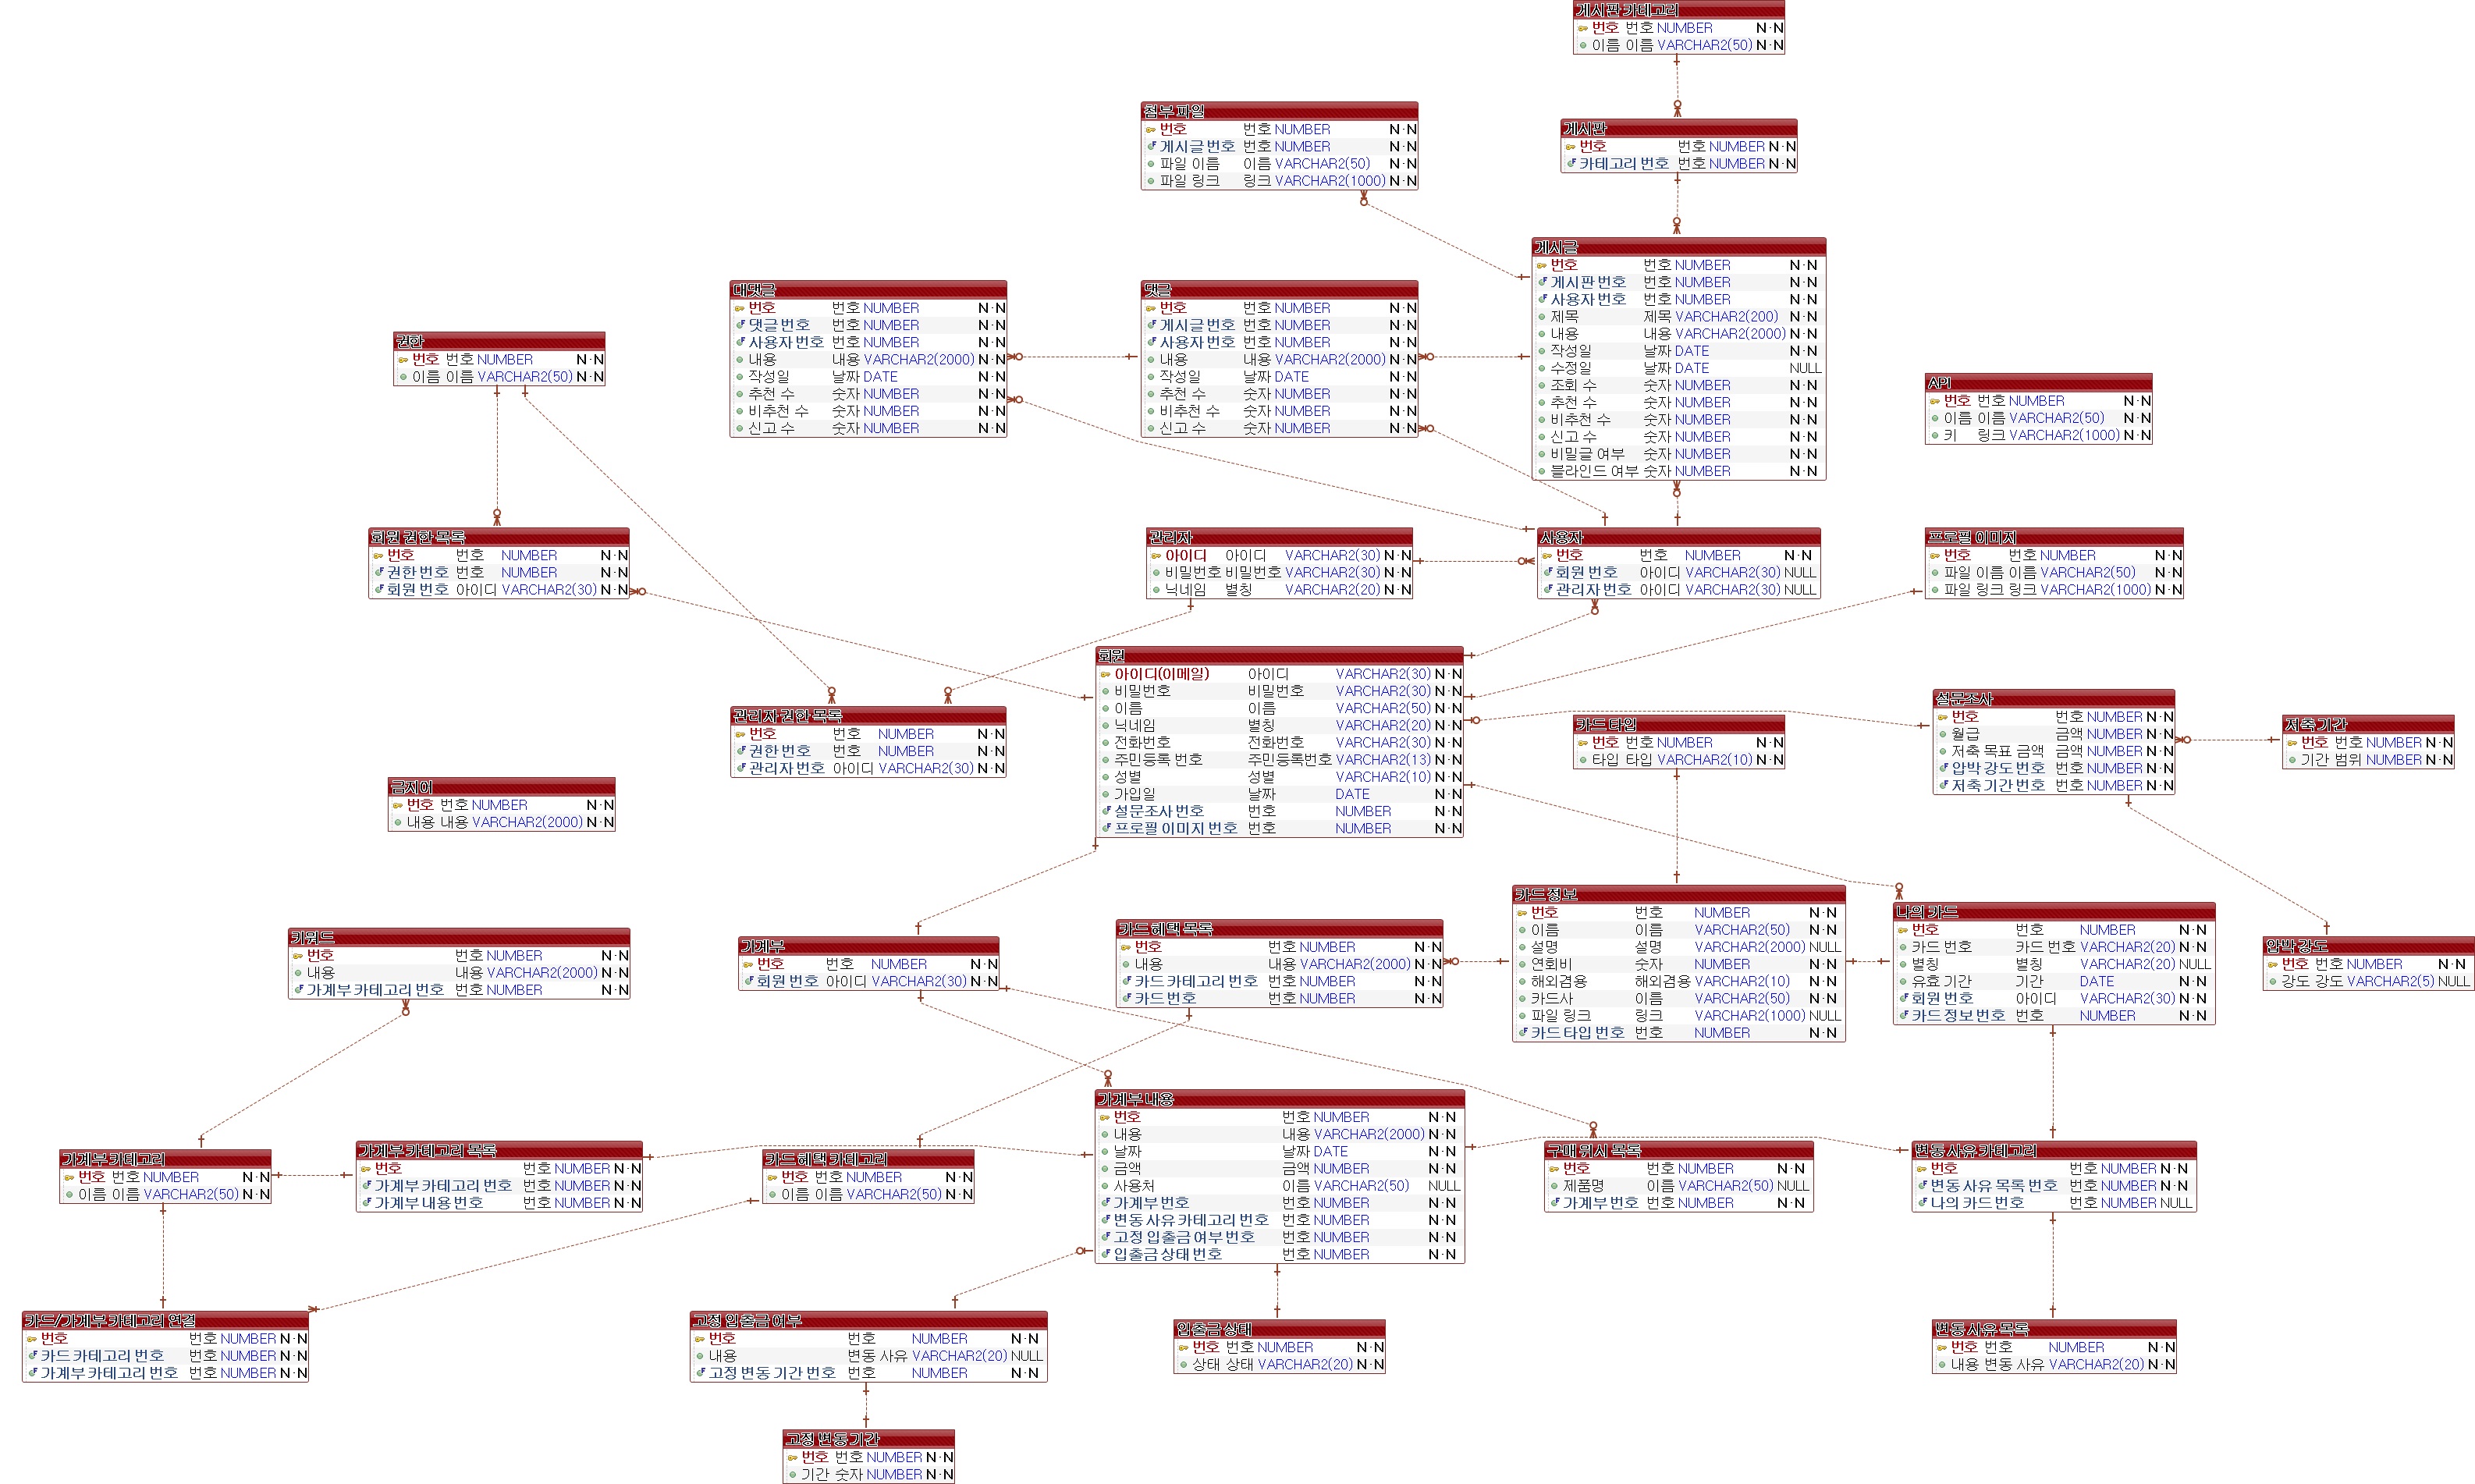 게시판 카테고리
번호 번호 NUMBER N·N
이름 이름 VARCHAR2(50) N·N
첨부 파일
번호 번호 NUMBER N·N
게시글 번호 번호 NUMBER N·N
파일 이름 이름 VARCHAR2(50) N·N
파일 링크 링크 VARCHAR2(1000) N·N
게시판
번호 번호 NUMBER N·N
카테고리 번호 번호 NUMBER N·N
게시글
번호 번호 NUMBER N·N
게시판 번호 번호 NUMBER N·N
사용자 번호 번호 NUMBER N·N
제목 제목 VARCHAR2(200) N·N
내용 내용 VARCHAR2(2000) N·N
작성일 날짜 DATE N·N
수정일 날짜 DATE NULL
조회 수 숫자 NUMBER N·N
추천 수 숫자 NUMBER N·N
비추천 수 숫자 NUMBER N·N
신고 수 숫자 NUMBER N·N
비밀글 여부 숫자 NUMBER N·N
블라인드 여부 숫자 NUMBER N·N
대댓글
번호 번호 NUMBER N·N
댓글 번호 번호 NUMBER N·N
사용자 번호 번호 NUMBER N·N
내용 내용 VARCHAR2(2000) N·N
작성일 날짜 DATE N·N
추천 수 숫자 NUMBER N·N
비추천 수 숫자 NUMBER N·N
신고 수 숫자 NUMBER N·N
댓글
번호 번호 NUMBER N·N
게시글 번호 번호 NUMBER N·N
사용자 번호 번호 NUMBER N·N
내용 내용 VARCHAR2(2000) N·N
작성일 날짜 DATE N·N
추천 수 숫자 NUMBER N·N
비추천 수 숫자 NUMBER N·N
신고 수 숫자 NUMBER N·N
권한
번호 번호 NUMBER N·N
이름 이름 VARCHAR2(50) N·N
API
번호 번호 NUMBER N·N
이름 이름 VARCHAR2(50) N·N
키 링크 VARCHAR2(1000) N·N
회원 권한 목록
번호 번호 NUMBER N·N
권한 번호 번호 NUMBER N·N
회원 번호 아이디 VARCHAR2(30) N·N
관리자
아이디 아이디 VARCHAR2(30) N·N
비밀번호 비밀번호 VARCHAR2(30) N·N
닉네임 별칭 VARCHAR2(20) N·N
사용자
번호 번호 NUMBER N·N
회원 번호 아이디 VARCHAR2(30) NULL
관리자 번호 아이디 VARCHAR2(30) NULL
프로필 이미지
번호 번호 NUMBER N·N
파일 이름 이름 VARCHAR2(50) N·N
파일 링크 링크 VARCHAR2(1000) N·N
회원
아이디(이메일) 아이디 VARCHAR2(30) N·N
비밀번호 비밀번호 VARCHAR2(30) N·N
이름 이름 VARCHAR2(50) N·N
닉네임 별칭 VARCHAR2(20) N·N
전화번호 전화번호 VARCHAR2(30) N·N
주민등록 번호 주민등록번호 VARCHAR2(13) N·N
성별 성별 VARCHAR2(10) N·N
가입일 날짜 DATE N·N
설문조사 번호 번호 NUMBER N·N
프로필 이미지 번호 번호 NUMBER N·N
관리자 권한 목록
번호 번호 NUMBER N·N
권한 번호 번호 NUMBER N·N
관리자 번호 아이디 VARCHAR2(30) N·N
카드 타입
번호 번호 NUMBER N·N
타입 타입 VARCHAR2(10) N·N
설문조사
번호 번호 NUMBER N·N
월급 금액 NUMBER N·N
저축 목표 금액 금액 NUMBER N·N
압박 강도 번호 번호 NUMBER N·N
저축 기간 번호 번호 NUMBER N·N
저축 기간
번호 번호 NUMBER N·N
기간 범위 NUMBER N·N
금지어
번호 번호 NUMBER N·N
내용 내용 VARCHAR2(2000) N·N
키워드
번호 번호 NUMBER N·N
내용 내용 VARCHAR2(2000) N·N
가계부 카테고리 번호 번호 NUMBER N·N
가계부
번호 번호 NUMBER N·N
회원 번호 아이디 VARCHAR2(30) N·N
카드 혜택 목록
번호 번호 NUMBER N·N
내용 내용 VARCHAR2(2000) N·N
카드 카테고리 번호 번호 NUMBER N·N
카드 번호 번호 NUMBER N·N
카드 정보
번호 번호 NUMBER N·N
이름 이름 VARCHAR2(50) N·N
설명 설명 VARCHAR2(2000) NULL
연회비 숫자 NUMBER N·N
해외겸용 해외겸용 VARCHAR2(10) N·N
카드사 이름 VARCHAR2(50) N·N
파일 링크 링크 VARCHAR2(1000) NULL
카드 타입 번호 번호 NUMBER N·N
나의 카드
번호 번호 NUMBER N·N
카드 번호 카드 번호 VARCHAR2(20) N·N
별칭 별칭 VARCHAR2(20) NULL
유효 기간 기간 DATE N·N
회원 번호 아이디 VARCHAR2(30) N·N
카드 정보 번호 번호 NUMBER N·N
압박 강도
번호 번호 NUMBER N·N
강도 강도 VARCHAR2(5) NULL
가계부 카테고리
번호 번호 NUMBER N·N
이름 이름 VARCHAR2(50) N·N
가계부 카테고리 목록
번호 번호 NUMBER N·N
가계부 카테고리 번호 번호 NUMBER N·N
가계부 내용 번호 번호 NUMBER N·N
카드 혜택 카테고리
번호 번호 NUMBER N·N
이름 이름 VARCHAR2(50) N·N
가계부 내용
번호 번호 NUMBER N·N
내용 내용 VARCHAR2(2000) N·N
날짜 날짜 DATE N·N
금액 금액 NUMBER N·N
사용처 이름 VARCHAR2(50) NULL
가계부 번호 번호 NUMBER N·N
변동 사유 카테고리 번호 번호 NUMBER N·N
고정 입출금 여부 번호 번호 NUMBER N·N
입출금 상태 번호 번호 NUMBER N·N
구매 위시 목록
번호 번호 NUMBER N·N
제품명 이름 VARCHAR2(50) NULL
가계부 번호 번호 NUMBER N·N
변동 사유 카테고리
번호 번호 NUMBER N·N
변동 사유 목록 번호 번호 NUMBER N·N
나의 카드 번호 번호 NUMBER NULL
카드/가계부 카테고리 연결
번호 번호 NUMBER N·N
카드 카테고리 번호 번호 NUMBER N·N
가계부 카테고리 번호 번호 NUMBER N·N
고정 입출금 여부
번호 번호 NUMBER N·N
내용 변동 사유 VARCHAR2(20) NULL
고정 변동 기간 번호 번호 NUMBER N·N
입출금 상태
번호 번호 NUMBER N·N
상태 상태 VARCHAR2(20) N·N
변동 사유 목록
번호 번호 NUMBER N·N
내용 변동 사유 VARCHAR2(20) N·N
고정 변동 기간
번호 번호 NUMBER N·N
기간 숫자 NUMBER N·N